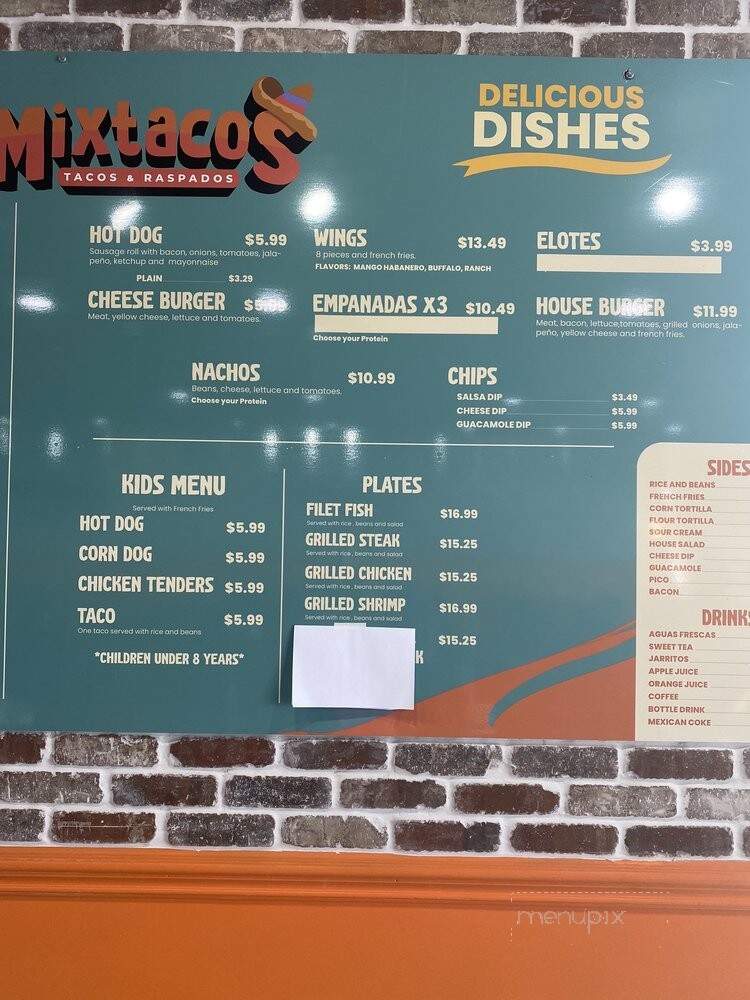 Mixtacos
TACOS & RASPADOS
DELICIOUS
DISHES
HOT DOG $5.99
Sausage roll with bacon, onions, tomatoes, jala-
peño, ketchup and mayonnaise
PLAIN $3.29
CHEESE BURGER
Meat, yellow cheese, lettuce and tomatoes.
WINGS $13.49
8 pieces and french fries.
FLAVORS: MANGO HABANERO, BUFFALO, RANCH
EMPANADAS X3 $10.49
Choose your Protein
ELOTES $3.99
HOUSE BURGER $11.99
Meat, bacon, lettuce,tomatoes, grilled onions, jala-
peño, yellow cheese and french fries.
NACHOS $10.99
Beans, cheese, lettuce and tomatoes.
Choose your Protein
CHIPS
SALSA DIP $3.49
CHEESE DIP $5.99
GUACAMOLE DIP $5.99
KIDS MENU
Served with French Fries
HOT DOG $5.99
CORN DOG $5.99
CHICKEN TENDERS $5.99
TACO $5.99
One taco served with rice and beans
*CHILDREN UNDER 8 YEARS*
PLATES
FILET FISH $16.99
Served with rice, beans and salad
GRILLED STEAK $15.25
Served with rice, beans and salad
GRILLED CHICKEN $15.25
Served with rice, beans and salad
GRILLED SHRIMP $16.99
Served with rice, beans and salad
$15.25
K
SIDES
RICE AND BEANS
FRENCH FRIES
CORN TORTILLA
FLOUR TORTILLA
SOUR CREAM
HOUSE SALAD
CHEESE DIP
GUACAMOLE
PICO
BACON
DRINKS
AGUAS FRESCAS
SWEET TEA
JARRITOS
APPLE JUICE
ORANGE JUICE
COFFEE
BOTTLE DRINK
MEXICAN COKE
menupix